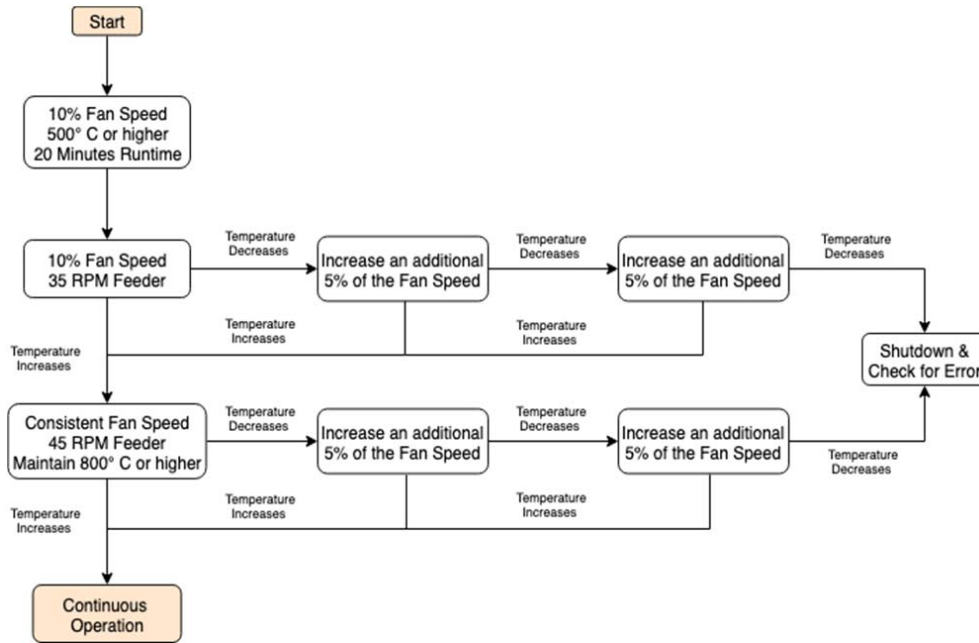 Start
10% Fan Speed
500° C or higher
20 Minutes Runtime
10% Fan Speed
35 RPM Feeder
Temperature
Decreases
Increase an additional
5% of the Fan Speed
Temperature
Decreases
Increase an additional
5% of the Fan Speed
Temperature
Decreases
Temperature
Increases
Temperature
Increases
Temperature
Increases
Shutdown &
Check for Error
Consistent Fan Speed
45 RPM Feeder
Maintain 800° C or higher
Temperature
Decreases
Increase an additional
5% of the Fan Speed
Temperature
Decreases
Increase an additional
5% of the Fan Speed
Temperature
Decreases
Temperature
Increases
Temperature
Increases
Temperature
Increases
Continuous
Operation